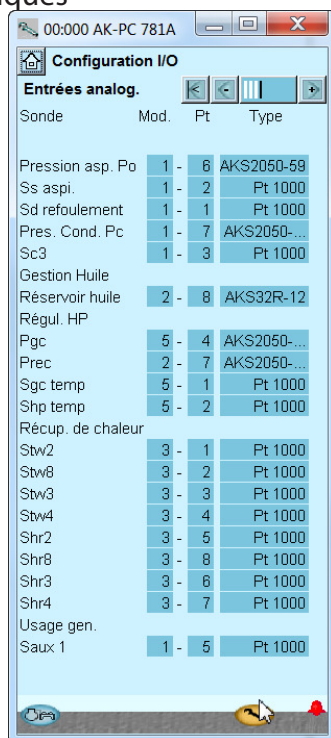 iques
00:000 AK-PC 781A
Configuration I/O
Entrées analog.
Sonde Mod. Pt Type
Pression asp. Po 1 - 6 AKS2050-59
Ss aspi. 1 - 2 Pt 1000
Sd refoulement 1 - 1 Pt 1000
Pres. Cond. Pc 1 - 7 AKS2050-...
Sc3 1 - 3 Pt 1000
Gestion Huile
Réservoir huile 2 - 8 AKS32R-12
Régul. HP
Pgc 5 - 4 AKS2050-...
Prec 2 - 7 AKS2050-...
Sgc temp 5 - 1 Pt 1000
Shp temp 5 - 2 Pt 1000
Récup. de chaleur
Stw2 3 - 1 Pt 1000
Stw8 3 - 2 Pt 1000
Stw3 3 - 3 Pt 1000
Stw4 3 - 4 Pt 1000
Shr2 3 - 5 Pt 1000
Shr8 3 - 8 Pt 1000
Shr3 3 - 6 Pt 1000
Shr4 3 - 7 Pt 1000
Usage gen.
Saux 1 1 - 5 Pt 1000